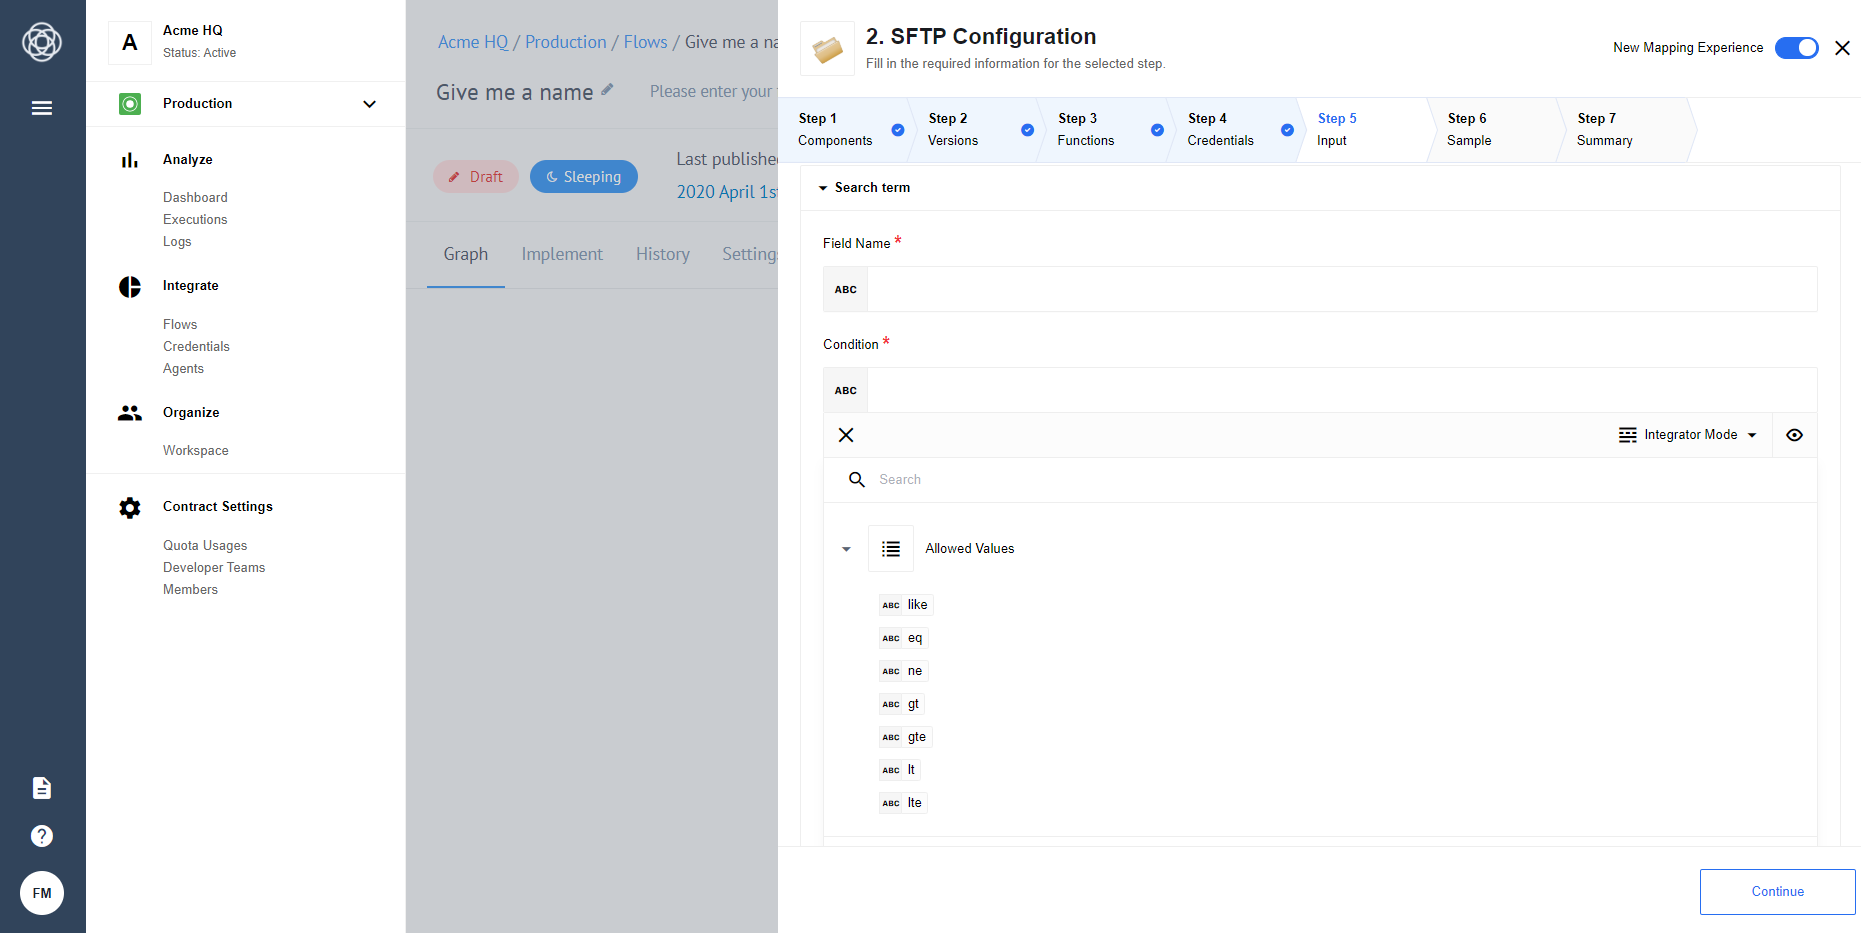 A
Acme HQ
Status: Active
Production
Analyze
Dashboard
Executions
Logs
Integrate
Flows
Credentials
Agents
Organize
Workspace
Contract Settings
Quota Usages
Developer Teams
Members
FM
Acme HQ / Production / Flows / Give me a na
Give me a name
Please enter your
Draft
Sleeping
Last published
2020 April 1st
Graph
Implement
History
Settings
2. SFTP Configuration
Fill in the required information for the selected step.
New Mapping Experience
Step 1
Components
Step 2
Versions
Step 3
Functions
Step 4
Credentials
Step 5
Input
Step 6
Sample
Step 7
Summary
Search term
Field Name *
ABC
Condition *
ABC
Integrator Mode
Search
Allowed Values
ABC like
ABC eq
ABC ne
ABC gt
ABC gte
ABC lt
ABC lte
Continue